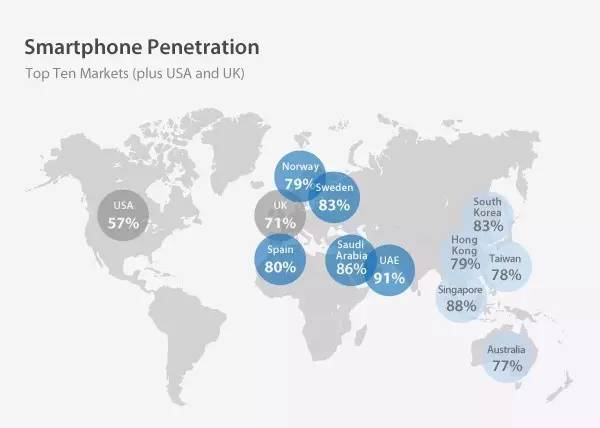 Smartphone Penetration
Top Ten Markets (plus USA and UK)
Norway
79%
Sweden
83%
USA
57%
UK
71%
South
Korea
83%
Spain
80%
Saudi
Arabia
86%
UAE
91%
Hong
Kong
79%
Taiwan
78%
Singapore
88%
Australia
77%